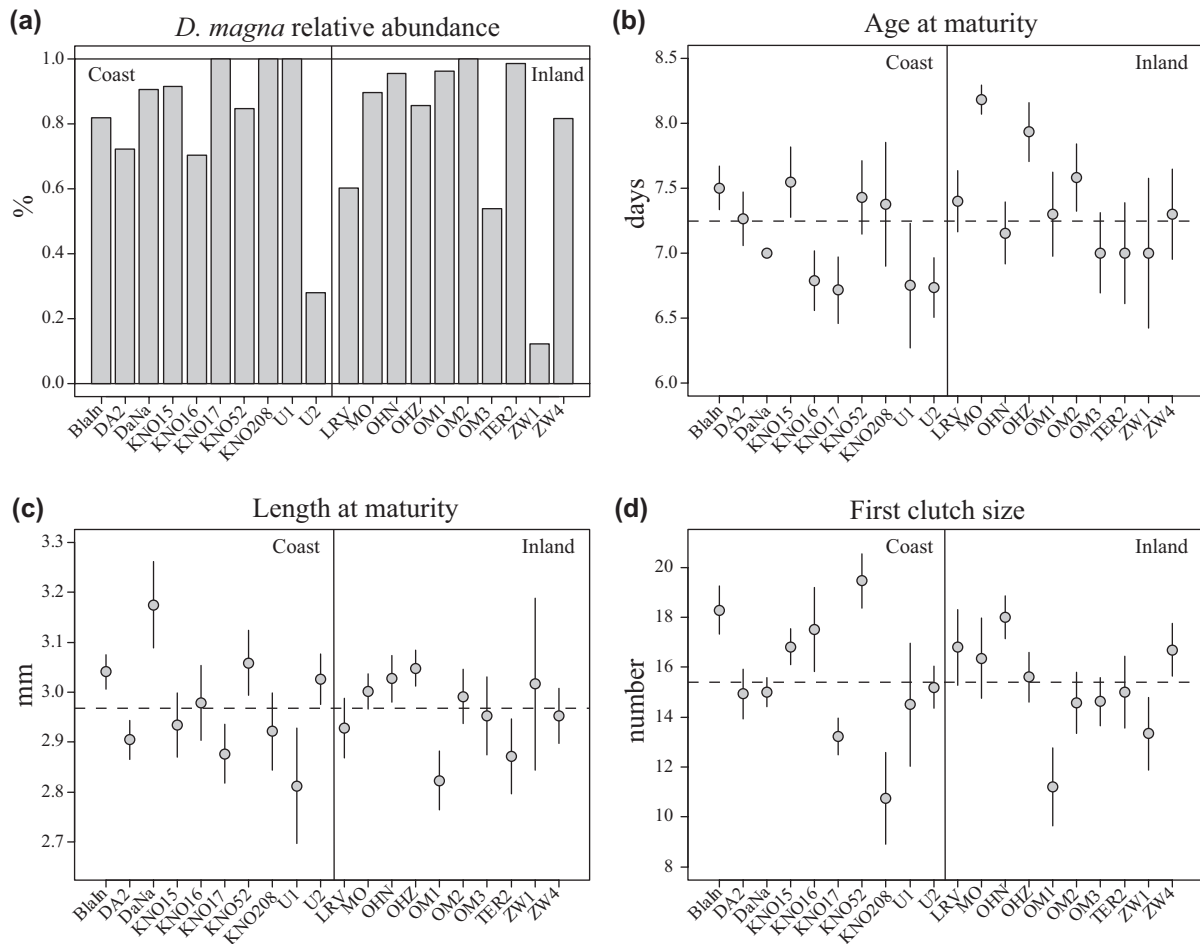 (a) D. magna relative abundance
Coast Inland
%
1.0
0.8
0.6
0.4
0.2
0.0
BlaIn DA2 DaNa KNO15 KNO16 KNO17 KNO52 KNO208 U1 U2 LRV MO OHN OHZ OM1 OM2 OM3 TER2 ZW1 ZW4
(b) Age at maturity
Coast Inland
days
8.5
8.0
7.5
7.0
6.5
6.0
BlaIn DA2 DaNa KNO15 KNO16 KNO17 KNO52 KNO208 U1 U2 LRV MO OHN OHZ OM1 OM2 OM3 TER2 ZW1 ZW4
(c) Length at maturity
Coast Inland
mm
3.3
3.2
3.1
3.0
2.9
2.8
2.7
BlaIn DA2 DaNa KNO15 KNO16 KNO17 KNO52 KNO208 U1 U2 LRV MO OHN OHZ OM1 OM2 OM3 TER2 ZW1 ZW4
(d) First clutch size
Coast Inland
number
20
18
16
14
12
10
8
BlaIn DA2 DaNa KNO15 KNO16 KNO17 KNO52 KNO208 U1 U2 LRV MO OHN OHZ OM1 OM2 OM3 TER2 ZW1 ZW4